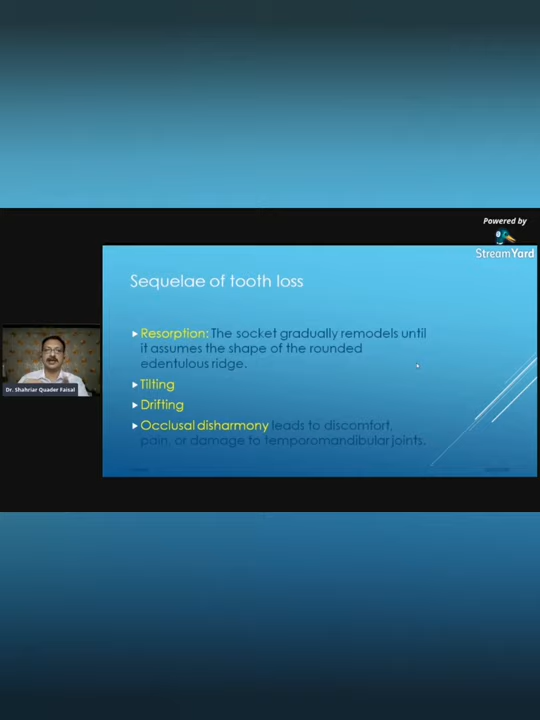 Powered by
StreamYard
Sequelae of tooth loss
Resorption: The socket gradually remodels until
it assumes the shape of the rounded
edentulous ridge.
Tilting
Drifting
Occlusal disharmony leads to discomfort,
pain, or damage to temporomandibular joints.
Dr. Shahriar Quader Faisal